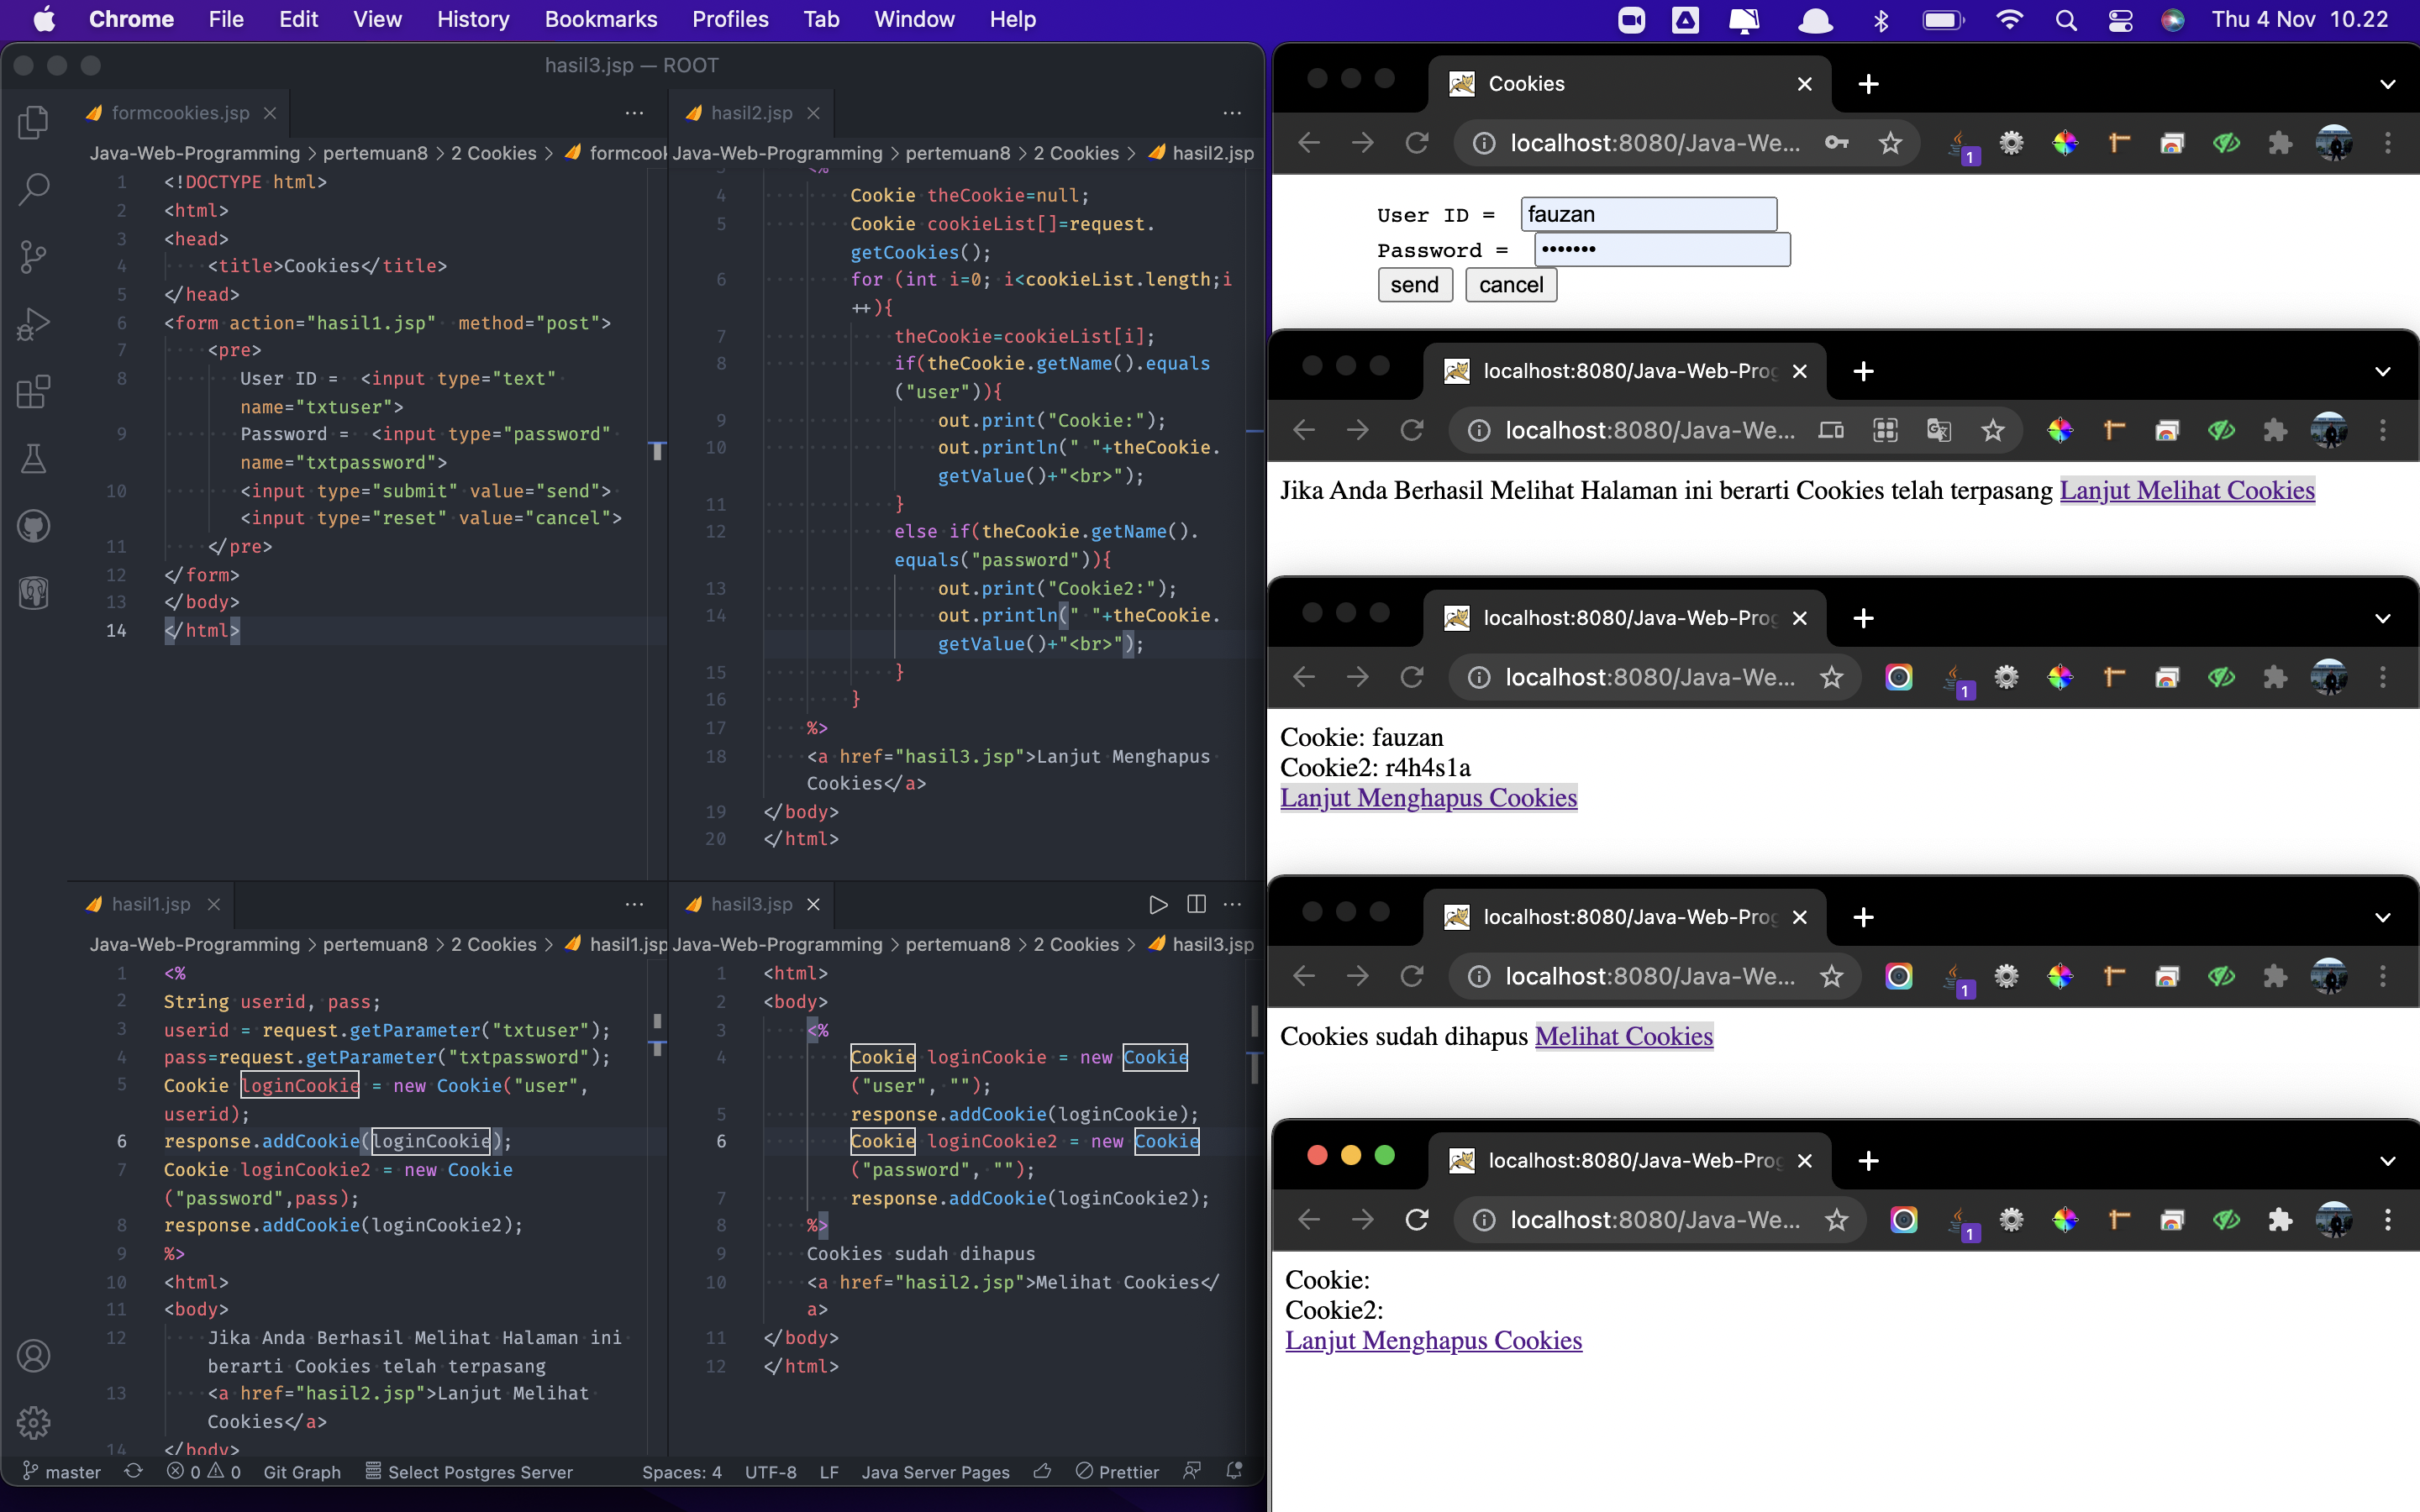 Chrome File Edit View History Bookmarks Profiles Tab Window Help Thu 4 Nov 10.22
hasil3.jsp — ROOT
formcookies.jsp
Java-Web-Programming > pertemuan8 > 2 Cookies > formcook
1 <!DOCTYPE html>
2 <html>
3 <head>
4 <title>Cookies</title>
5 </head>
6 <form action="hasil1.jsp" method="post">
7 <pre>
8 User ID = <input type="text"
name="txtuser">
9 Password = <input type="password"
name="txtpassword">
10 <input type="submit" value="send">
<input type="reset" value="cancel">
11 </pre>
12 </form>
13 </body>
14 </html>
hasil2.jsp
Java-Web-Programming > pertemuan8 > 2 Cookies > hasil2.jsp
3 <%
4 Cookie theCookie=null;
5 Cookie cookieList[]=request.
getCookies();
6 for (int i=0; i<cookieList.length;i
++){
7 theCookie=cookieList[i];
8 if(theCookie.getName().equals
("user")){
9 out.print("Cookie:");
10 out.println(" "+theCookie.
getValue()+"<br>");
11 }
12 else if(theCookie.getName().
equals("password")){
13 out.print("Cookie2:");
14 out.println(" "+theCookie.
getValue()+"<br>");
15 }
16 }
17 %>
18 <a href="hasil3.jsp">Lanjut Menghapus
Cookies</a>
19 </body>
20 </html>
hasil1.jsp
Java-Web-Programming > pertemuan8 > 2 Cookies > hasil1.jsp
1 <%
2 String userid, pass;
3 userid = request.getParameter("txtuser");
4 pass=request.getParameter("txtpassword");
5 Cookie loginCookie = new Cookie("user",
userid);
6 response.addCookie(loginCookie);
7 Cookie loginCookie2 = new Cookie
("password",pass);
8 response.addCookie(loginCookie2);
9 %>
10 <html>
11 <body>
12 Jika Anda Berhasil Melihat Halaman ini
berarti Cookies telah terpasang
13 <a href="hasil2.jsp">Lanjut Melihat
Cookies</a>
14 </body>
hasil3.jsp
Java-Web-Programming > pertemuan8 > 2 Cookies > hasil3.jsp
1 <html>
2 <body>
3 <%
4 Cookie loginCookie = new Cookie
("user", "");
5 response.addCookie(loginCookie);
6 Cookie loginCookie2 = new Cookie
("password", "");
7 response.addCookie(loginCookie2);
8 %>
9 Cookies sudah dihapus
10 <a href="hasil2.jsp">Melihat Cookies</
a>
11 </body>
12 </html>
master 0 0 Git Graph Select Postgres Server Spaces: 4 UTF-8 LF Java Server Pages Prettier
Cookies
localhost:8080/Java-We... 1
User ID = fauzan
Password = •••••••
send cancel
localhost:8080/Java-Web-Prog
localhost:8080/Java-We...
Jika Anda Berhasil Melihat Halaman ini berarti Cookies telah terpasang Lanjut Melihat Cookies
localhost:8080/Java-Web-Prog
localhost:8080/Java-We... 1
Cookie: fauzan
Cookie2: r4h4s1a
Lanjut Menghapus Cookies
localhost:8080/Java-Web-Prog
localhost:8080/Java-We... 1
Cookies sudah dihapus Melihat Cookies
localhost:8080/Java-Web-Prog
localhost:8080/Java-We... 1
Cookie:
Cookie2:
Lanjut Menghapus Cookies